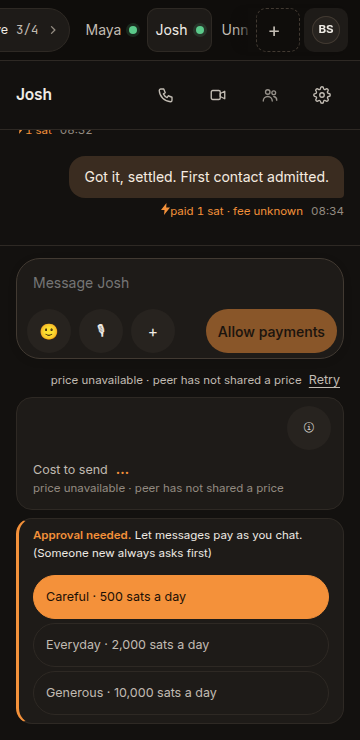 e 3/4
Maya
Josh
Unn
+
BS
Josh
1 sat 08:32
Got it, settled. First contact admitted.
paid 1 sat · fee unknown 08:34
Message Josh
+
Allow payments
price unavailable · peer has not shared a price Retry
Cost to send ...
price unavailable · peer has not shared a price
Approval needed. Let messages pay as you chat.
(Someone new always asks first)
Careful · 500 sats a day
Everyday · 2,000 sats a day
Generous · 10,000 sats a day